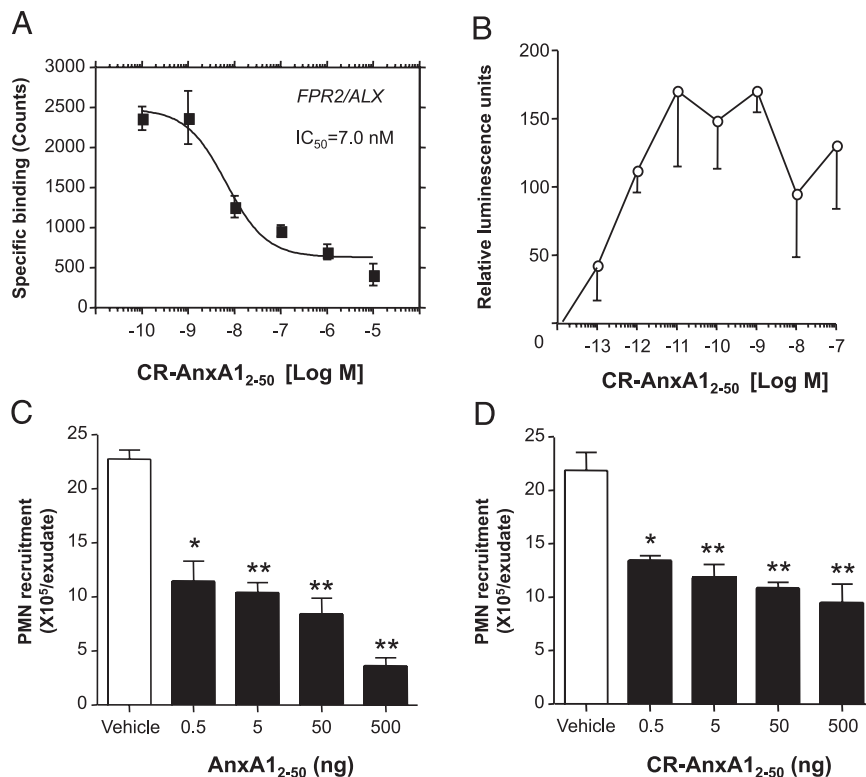 A
3000
2500
2000
1500
1000
500
0
Specific binding (Counts)
FPR2/ALX
IC50=7.0 nM
-10 -9 -8 -7 -6 -5
CR-AnxA12-50 [Log M]
B
200
150
100
50
0
Relative luminescence units
-13 -12 -11 -10 -9 -8 -7
CR-AnxA12-50 [Log M]
C
25
20
15
10
5
0
PMN recruitment
(X10⁵/exudate)
* ** ** **
Vehicle 0.5 5 50 500
AnxA12-50 (ng)
D
25
20
15
10
5
0
PMN recruitment
(X10⁵/exudate)
* ** ** **
Vehicle 0.5 5 50 500
CR-AnxA12-50 (ng)